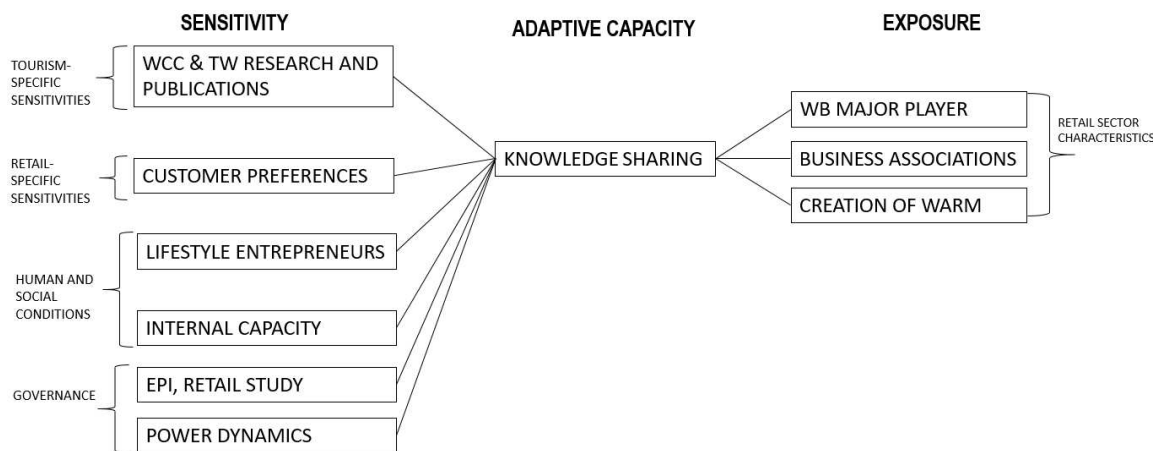 SENSITIVITY
ADAPTIVE CAPACITY
EXPOSURE
TOURISM-
SPECIFIC
SENSITIVITIES
WCC & TW RESEARCH AND
PUBLICATIONS
RETAIL-
SPECIFIC
SENSITIVITIES
CUSTOMER PREFERENCES
HUMAN AND
SOCIAL
CONDITIONS
LIFESTYLE ENTREPRENEURS
INTERNAL CAPACITY
GOVERNANCE
EPI, RETAIL STUDY
POWER DYNAMICS
KNOWLEDGE SHARING
WB MAJOR PLAYER
BUSINESS ASSOCIATIONS
CREATION OF WARM
RETAIL SECTOR
CHARACTERISTICS